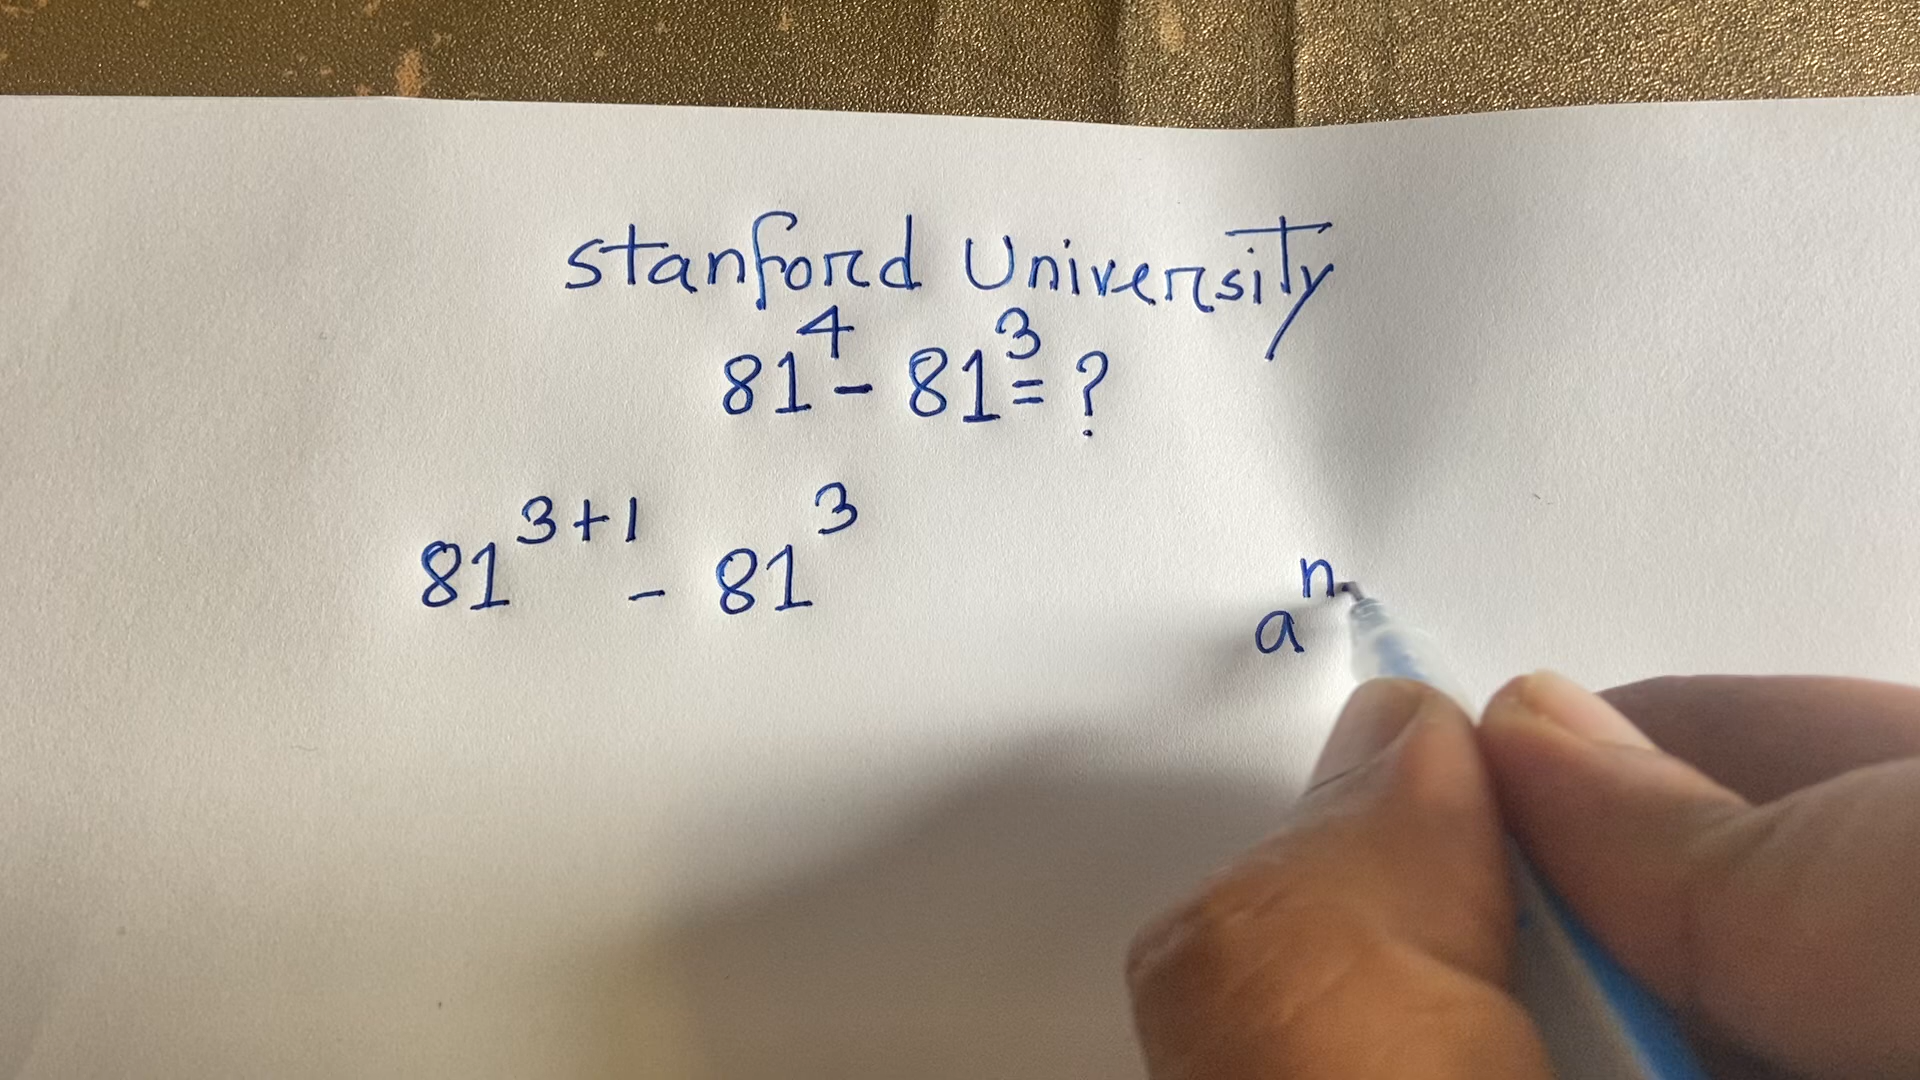 Stanford University
81⁴ - 81³ = ?
81³⁺¹ - 81³
aⁿ